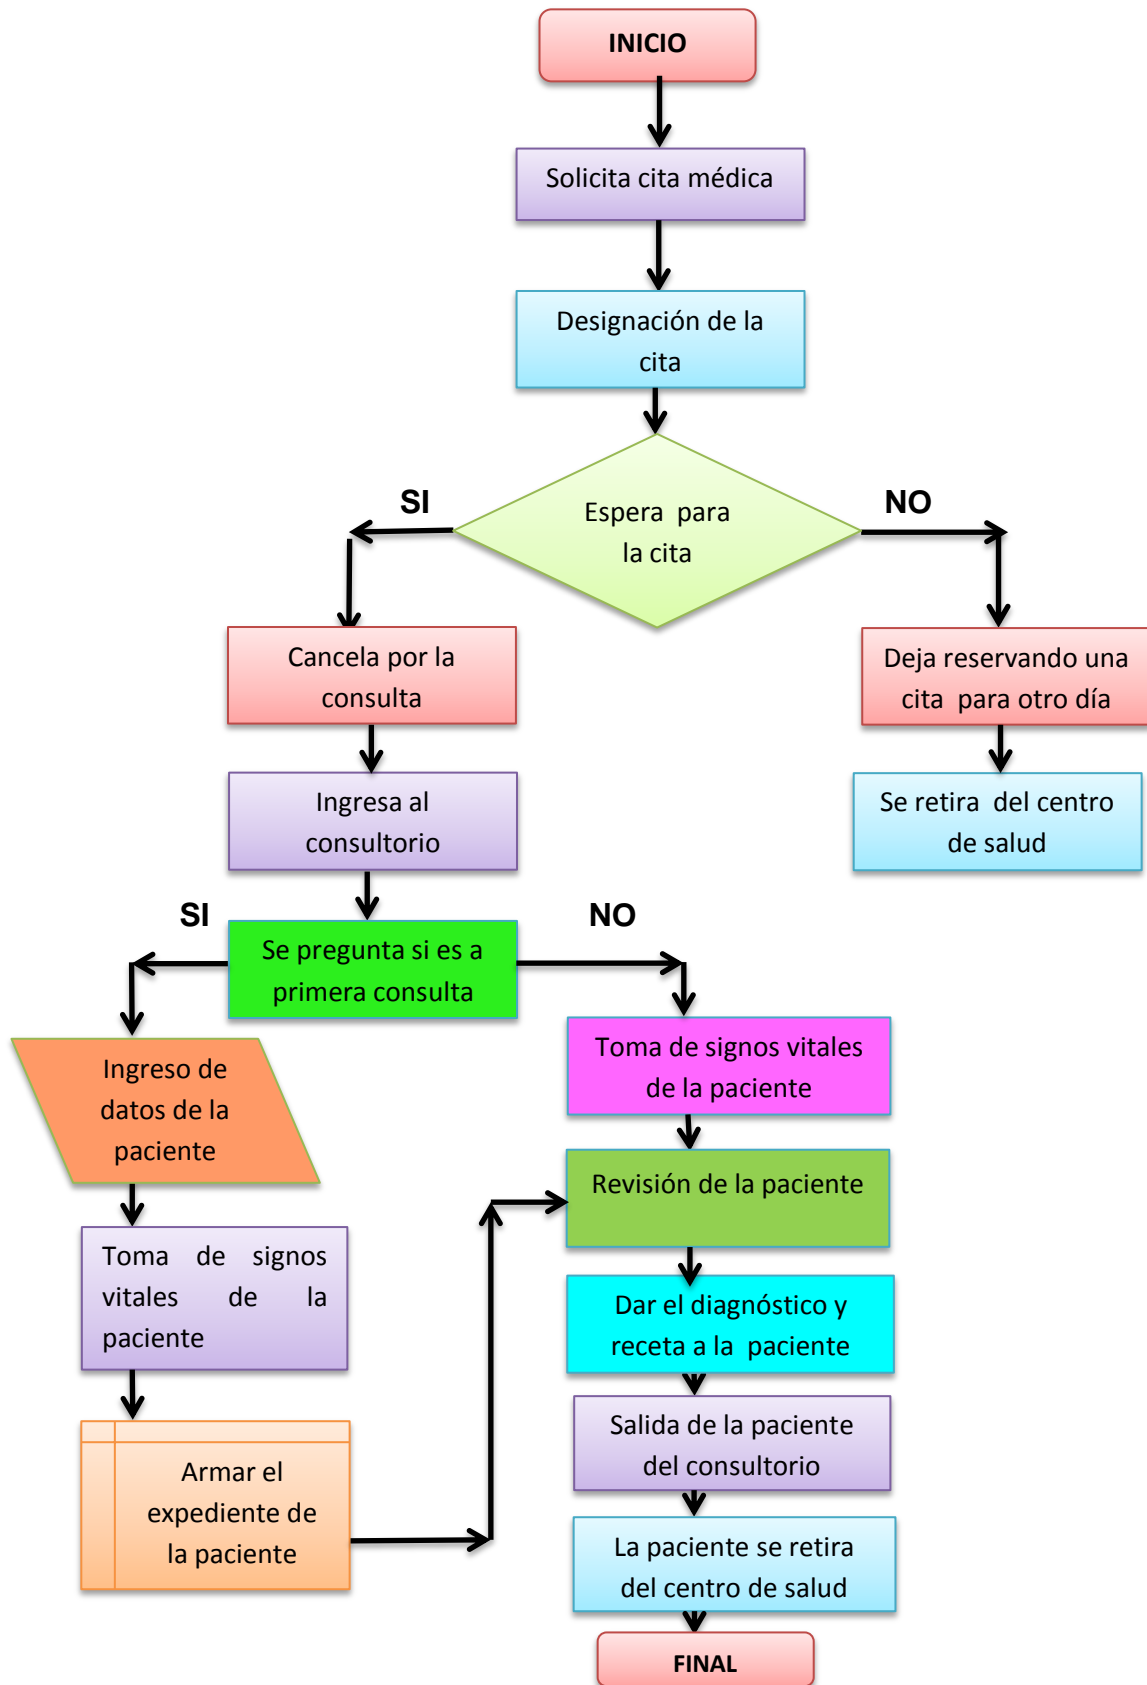 INICIO
Solicita cita médica
Designación de la
cita
SI
NO
Espera para
la cita
Cancela por la
consulta
Deja reservando una
cita para otro día
Ingresa al
consultorio
Se retira del centro
de salud
SI
NO
Se pregunta si es a
primera consulta
Ingreso de
datos de la
paciente
Toma de signos vitales
de la paciente
Revisión de la paciente
Toma de signos
vitales de la
paciente
Dar el diagnóstico y
receta a la paciente
Armar el
expediente de
la paciente
Salida de la paciente
del consultorio
La paciente se retira
del centro de salud
FINAL